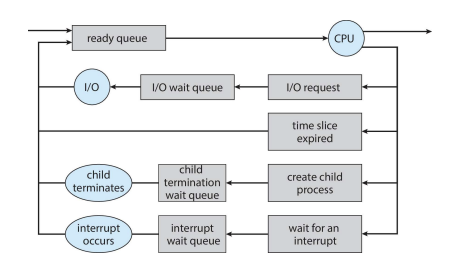 ready queue
CPU
I/O
I/O wait queue
I/O request
time slice
expired
child
terminates
child
termination
wait queue
create child
process
interrupt
occurs
interrupt
wait queue
wait for an
interrupt